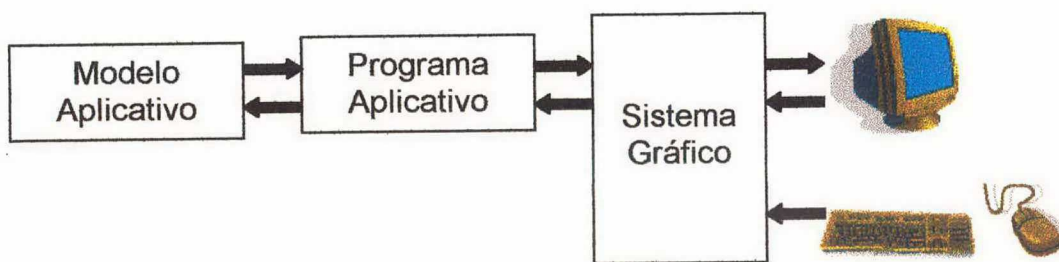 Modelo
Aplicativo
Programa
Aplicativo
Sistema
Gráfico